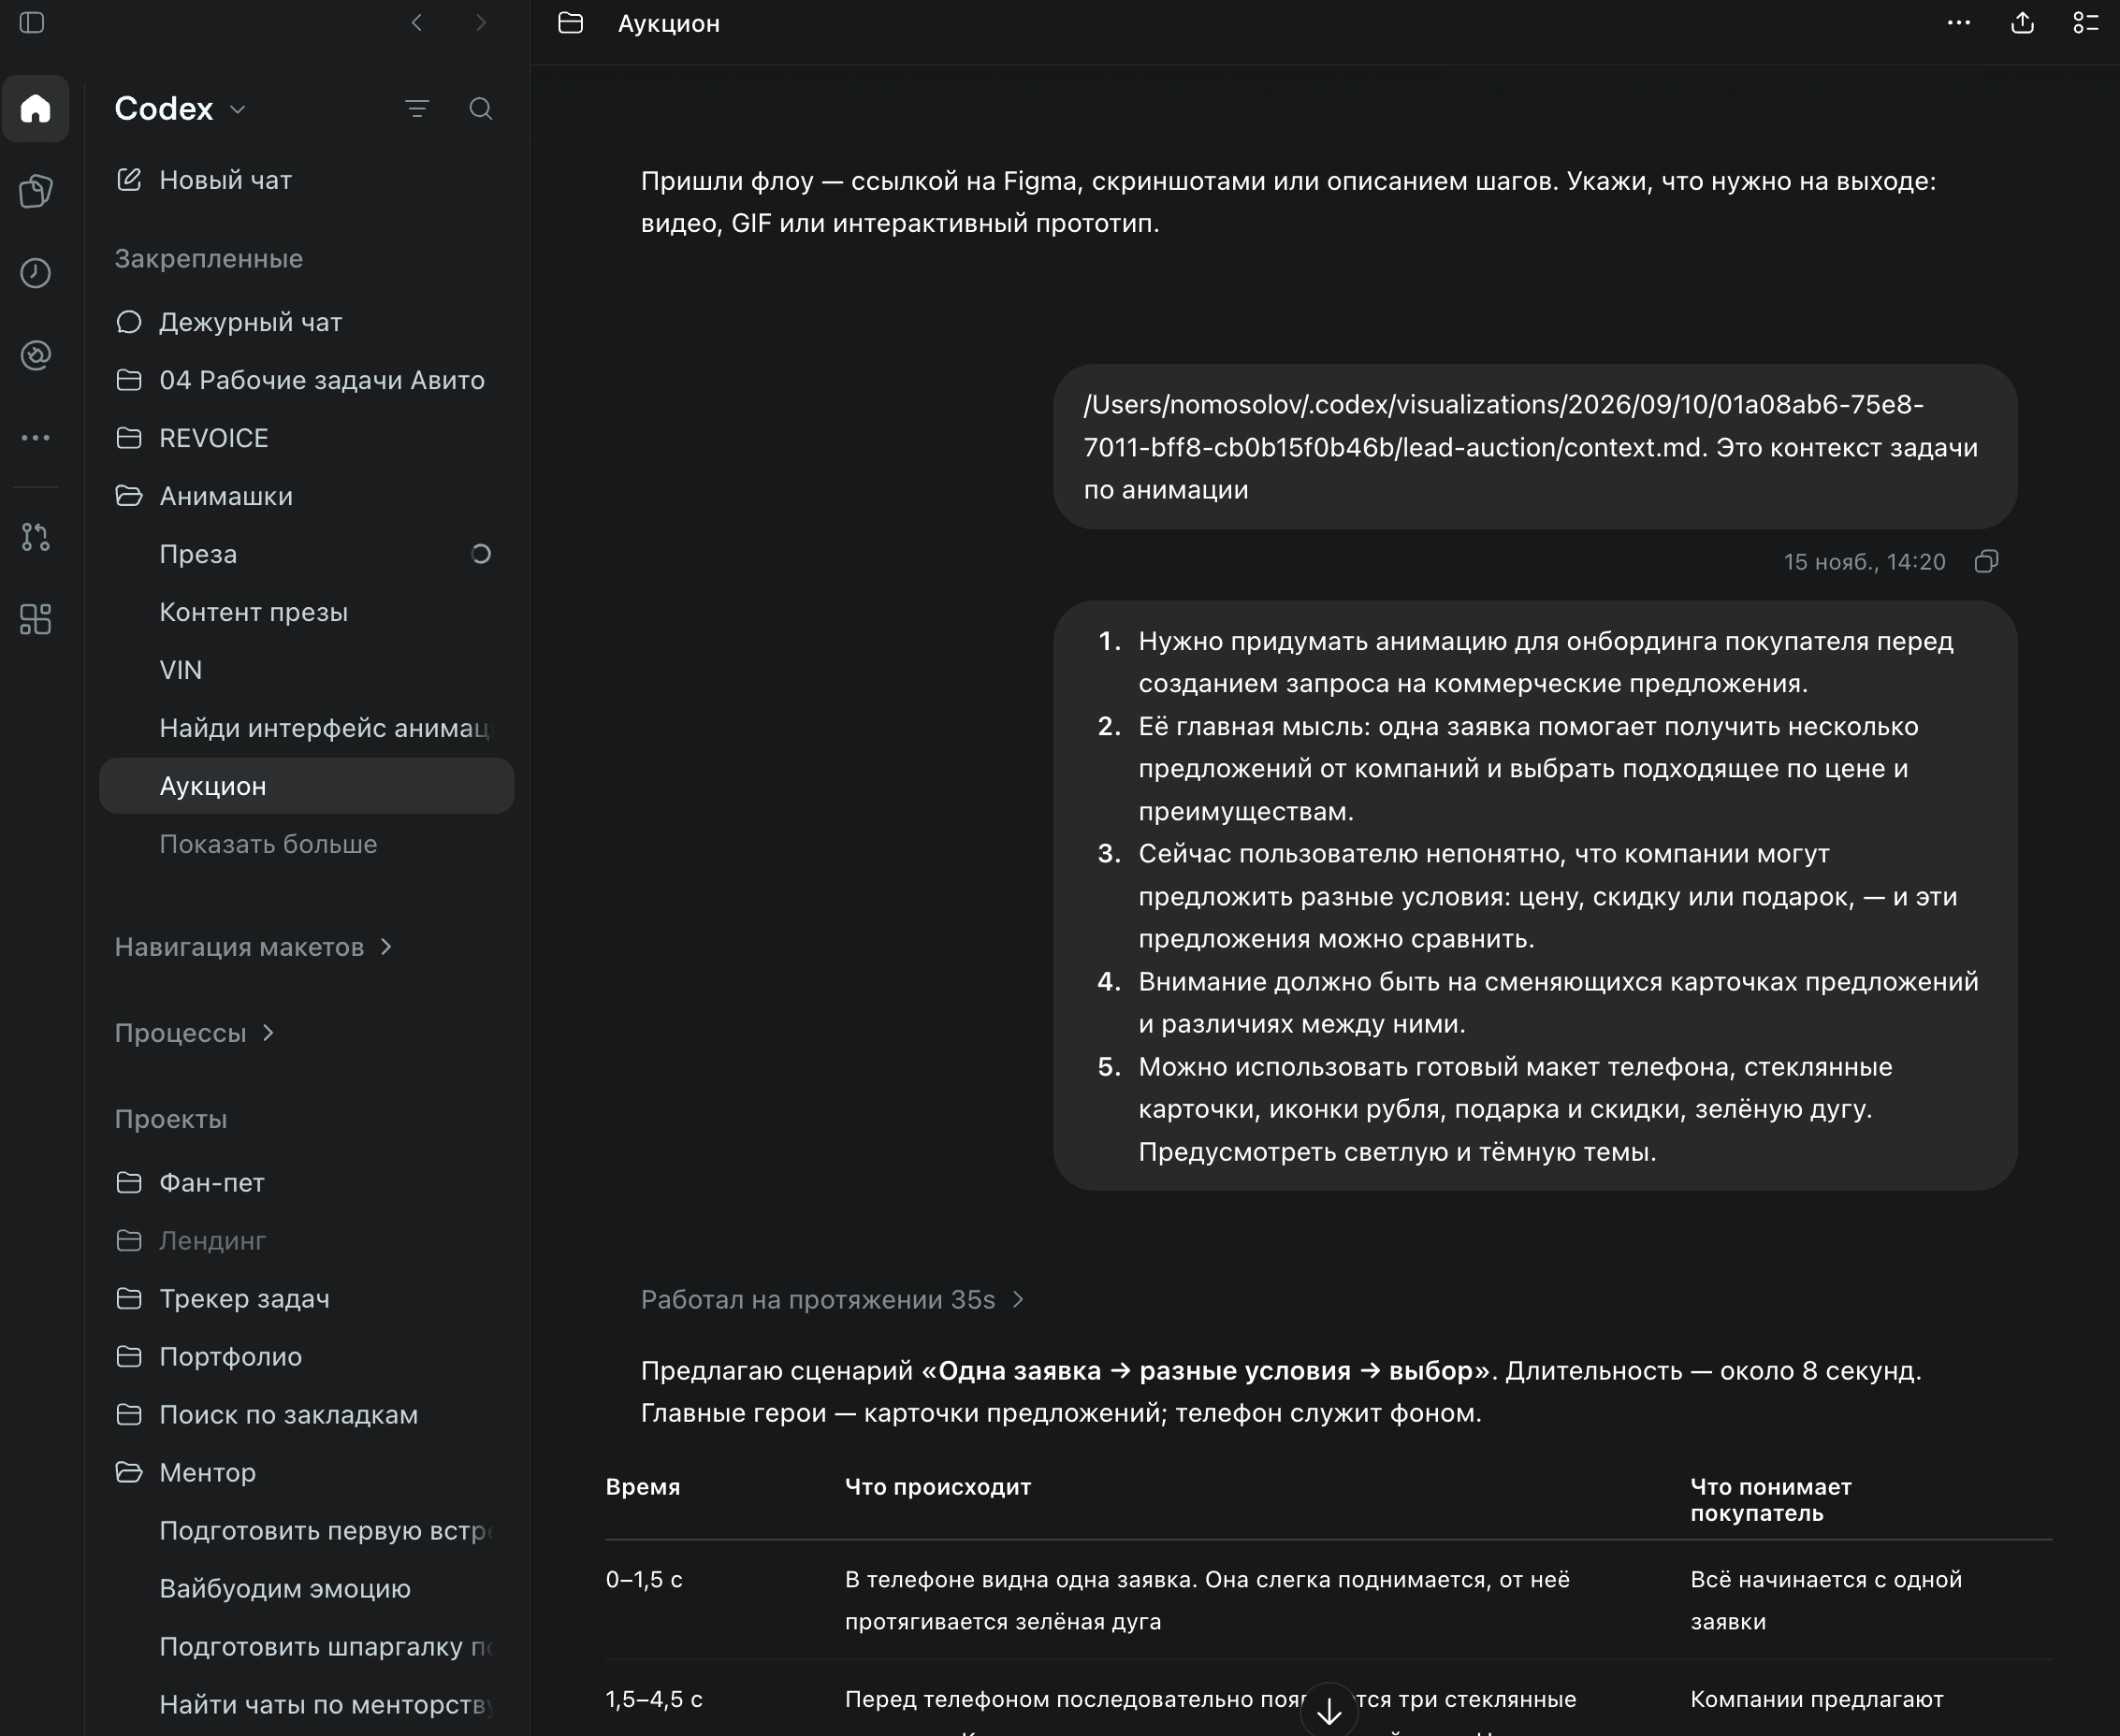 Аукцион
Codex
Новый чат
Закрепленные
Дежурный чат
04 Рабочие задачи Авито
REVOICE
Анимашки
Преза
Контент презы
VIN
Найди интерфейс анимац
Аукцион
Показать больше
Навигация макетов
Процессы
Проекты
Фан-пет
Лендинг
Трекер задач
Портфолио
Поиск по закладкам
Ментор
Подготовить первую встре
Вайбуодим эмоцию
Подготовить шпаргалку по
Найти чаты по менторству
Пришли флоу — ссылкой на Figma, скриншотами или описанием шагов. Укажи, что нужно на выходе:
видео, GIF или интерактивный прототип.
/Users/nomosolov/.codex/visualizations/2026/09/10/01a08ab6-75e8-
7011-bff8-cb0b15f0b46b/lead-auction/context.md. Это контекст задачи
по анимации
15 нояб., 14:20
1. Нужно придумать анимацию для онбординга покупателя перед
созданием запроса на коммерческие предложения.
2. Её главная мысль: одна заявка помогает получить несколько
предложений от компаний и выбрать подходящее по цене и
преимуществам.
3. Сейчас пользователю непонятно, что компании могут
предложить разные условия: цену, скидку или подарок, — и эти
предложения можно сравнить.
4. Внимание должно быть на сменяющихся карточках предложений
и различиях между ними.
5. Можно использовать готовый макет телефона, стеклянные
карточки, иконки рубля, подарка и скидки, зелёную дугу.
Предусмотреть светлую и тёмную темы.
Работал на протяжении 35s
Предлагаю сценарий «Одна заявка → разные условия → выбор». Длительность — около 8 секунд.
Главные герои — карточки предложений; телефон служит фоном.
Время Что происходит Что понимает
покупатель
0–1,5 с В телефоне видна одна заявка. Она слегка поднимается, от неё Всё начинается с одной
протягивается зелёная дуга заявки
1,5–4,5 с Перед телефоном последовательно три стеклянные Компании предлагают